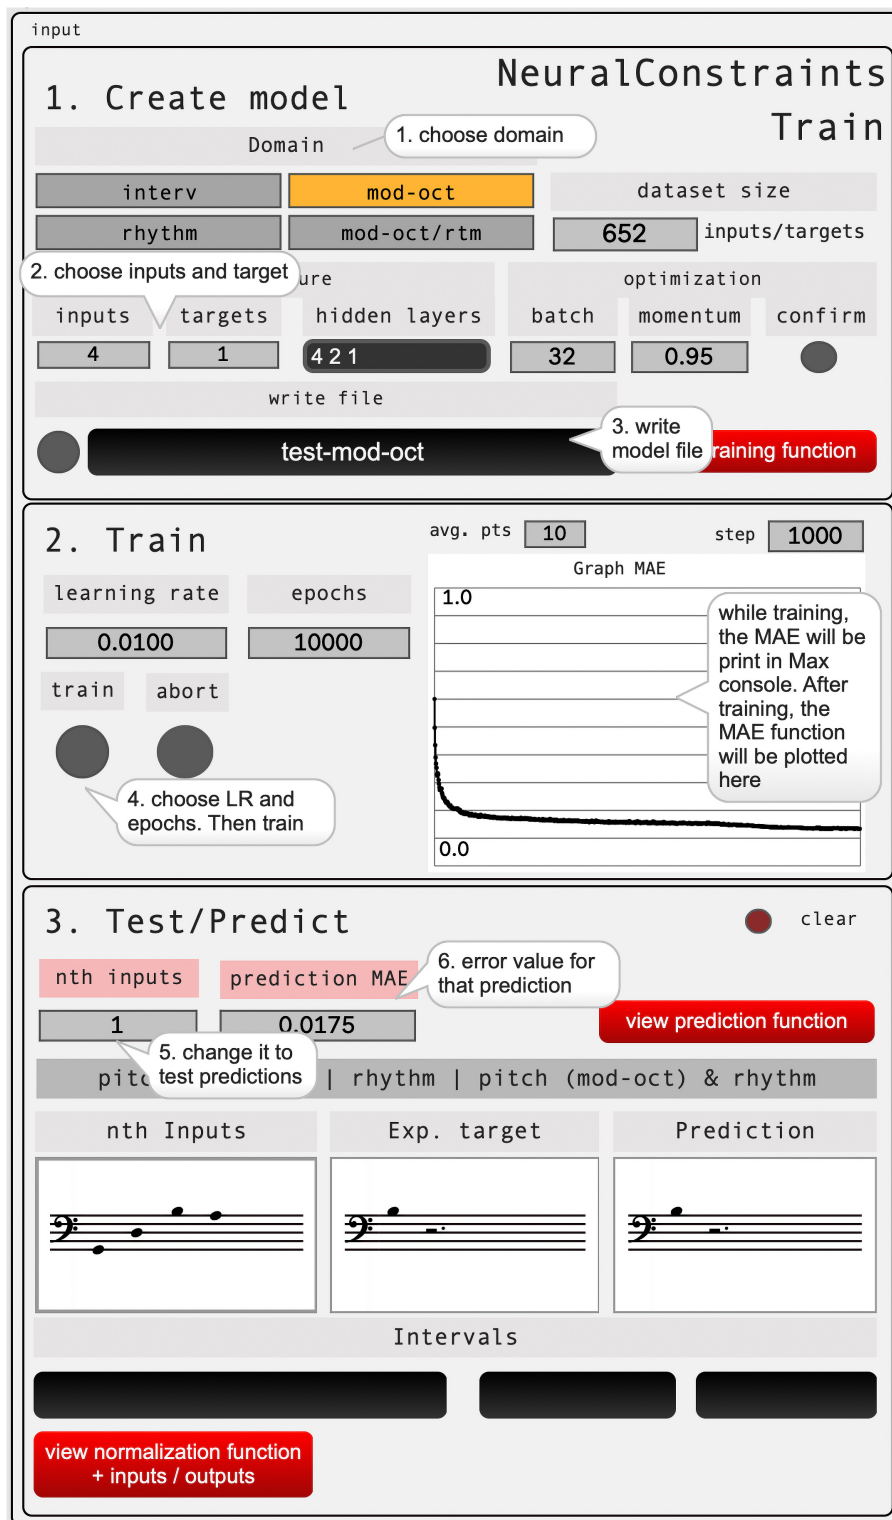 input
NeuralConstraints
Train
1. Create model
Domain
1. choose domain
interv
mod-oct
dataset size
rhythm
mod-oct/rtm
652
inputs/targets
2. choose inputs and target
optimization
inputs
targets
hidden layers
batch
momentum
confirm
4
1
4 2 1
32
0.95
write file
test-mod-oct
3. write
model file
raining function
2. Train
avg. pts
10
step
1000
Graph MAE
learning rate
epochs
1.0
0.0100
10000
while training,
the MAE will be
print in Max
console. After
training, the
MAE function
will be plotted
here
train
abort
4. choose LR and
epochs. Then train
0.0
3. Test/Predict
clear
nth inputs
prediction MAE
6. error value for
that prediction
1
0.0175
view prediction function
5. change it to
test predictions
| rhythm | pitch (mod-oct) & rhythm
nth Inputs
Exp. target
Prediction
Intervals
view normalization function
+ inputs / outputs